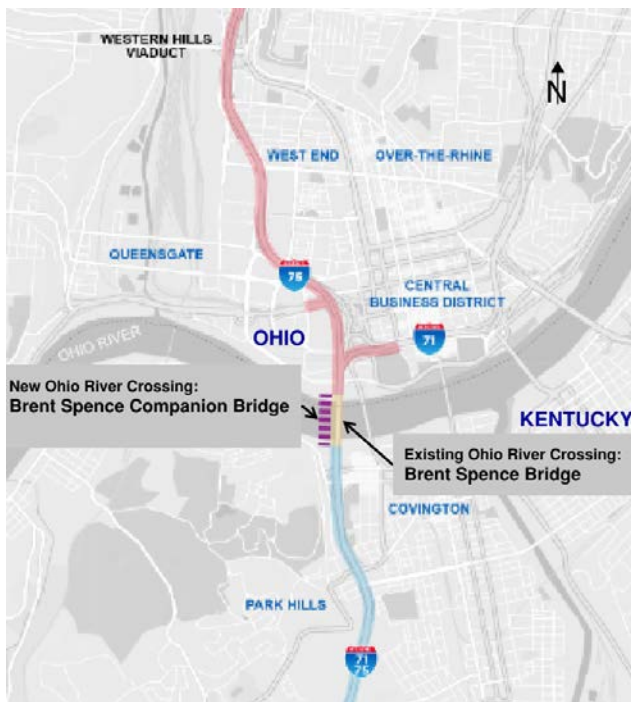 WESTERN HILLS
VIADUCT
N
WEST END
OVER-THE-RHINE
QUEENSGATE
75
CENTRAL
BUSINESS DISTRICT
OHIO
71
OHIO RIVER
New Ohio River Crossing:
Brent Spence Companion Bridge
KENTUCKY
Existing Ohio River Crossing:
Brent Spence Bridge
COVINGTON
PARK HILLS
71
75